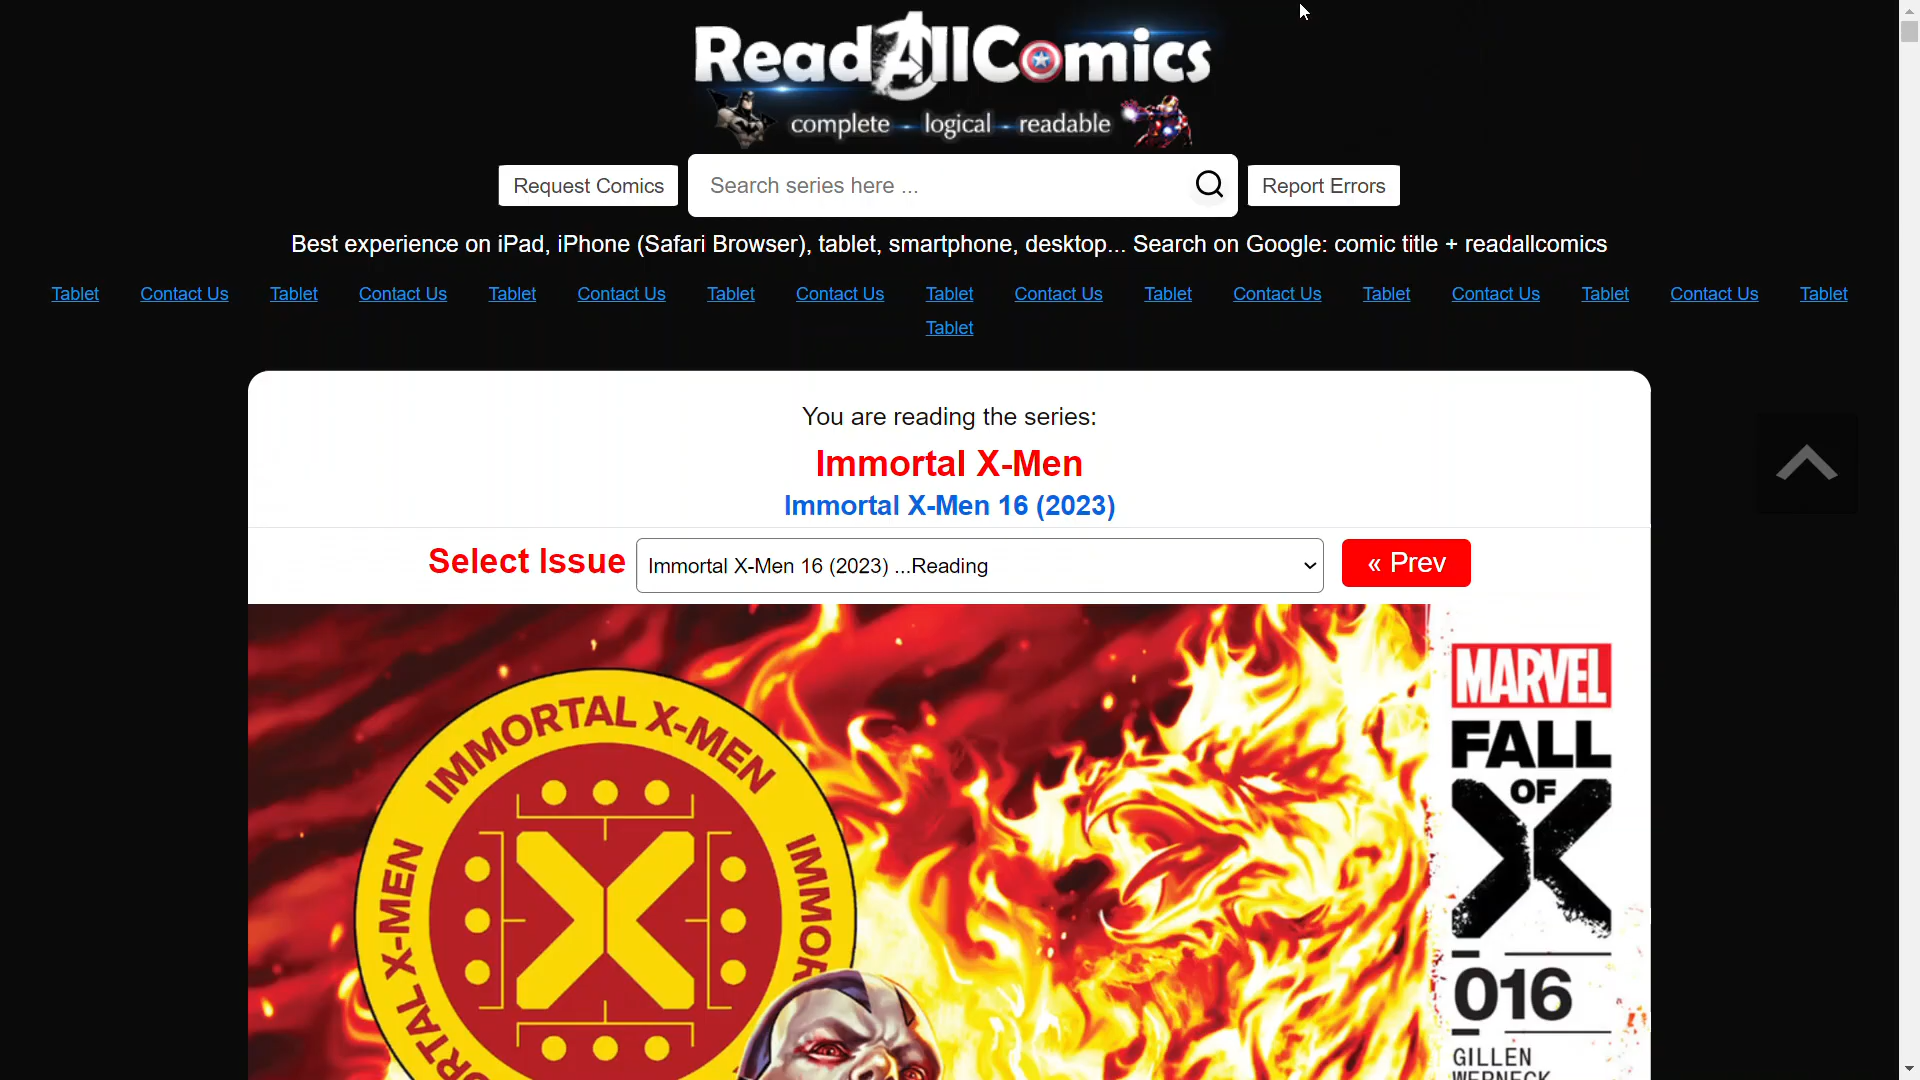 ReadAllComics
complete - logical - readable
Request Comics
Search series here ...
Report Errors
Best experience on iPad, iPhone (Safari Browser), tablet, smartphone, desktop... Search on Google: comic title + readallcomics
Tablet Contact Us Tablet Contact Us Tablet Contact Us Tablet Contact Us Tablet Contact Us Tablet Contact Us Tablet Contact Us Tablet Contact Us Tablet
Tablet
You are reading the series:
Immortal X-Men
Immortal X-Men 16 (2023)
Select Issue
Immortal X-Men 16 (2023) ...Reading
« Prev
IMMORTAL X-MEN
MARVEL
FALL
OF
X
016
GILLEN
WERNECK